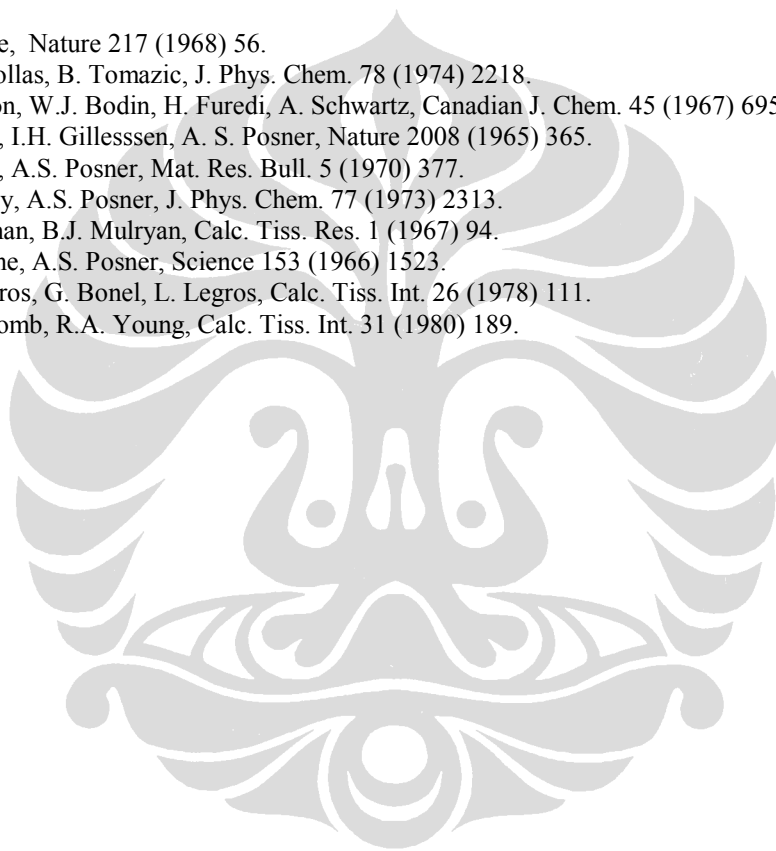 e, Nature 217 (1968) 56.
ollas, B. Tomazic, J. Phys. Chem. 78 (1974) 2218.
on, W.J. Bodin, H. Furedi, A. Schwartz, Canadian J. Chem. 45 (1967) 695
, I.H. Gillesssen, A. S. Posner, Nature 2008 (1965) 365.
, A.S. Posner, Mat. Res. Bull. 5 (1970) 377.
y, A.S. Posner, J. Phys. Chem. 77 (1973) 2313.
nan, B.J. Mulryan, Calc. Tiss. Res. 1 (1967) 94.
ne, A.S. Posner, Science 153 (1966) 1523.
ros, G. Bonel, L. Legros, Calc. Tiss. Int. 26 (1978) 111.
omb, R.A. Young, Calc. Tiss. Int. 31 (1980) 189.